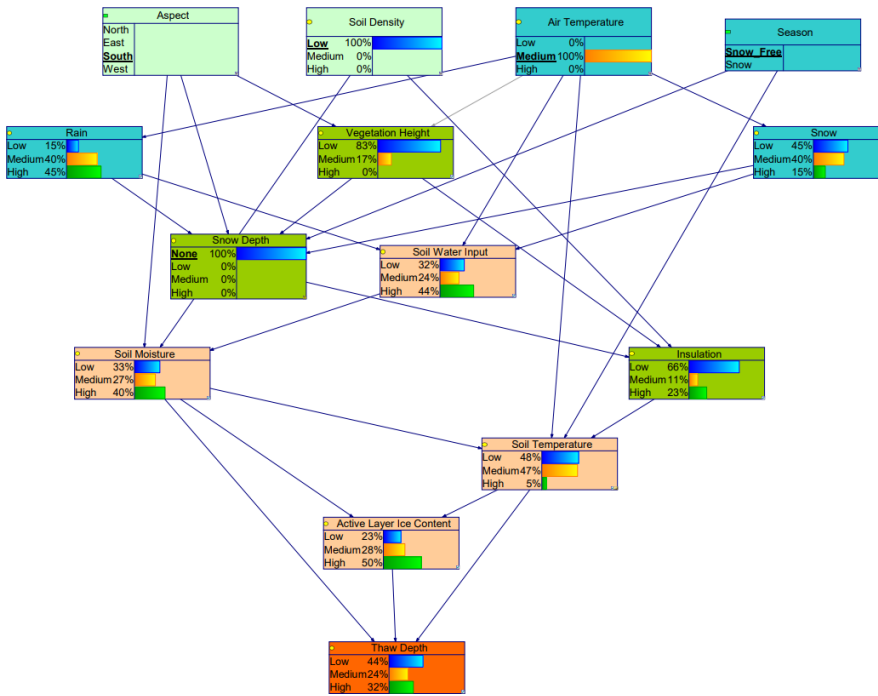 Aspect
North
East
South
West
Soil Density
Low 100%
Medium 0%
High 0%
Air Temperature
Low 0%
Medium 100%
High 0%
Season
Snow_Free
Snow
Rain
Low 15%
Medium 40%
High 45%
Vegetation Height
Low 83%
Medium 17%
High 0%
Snow
Low 45%
Medium 40%
High 15%
Snow Depth
None 100%
Low 0%
Medium 0%
High 0%
Soil Water Input
Low 32%
Medium 24%
High 44%
Soil Moisture
Low 33%
Medium 27%
High 40%
Insulation
Low 66%
Medium 11%
High 23%
Soil Temperature
Low 48%
Medium 47%
High 5%
Active Layer Ice Content
Low 23%
Medium 28%
High 50%
Thaw Depth
Low 44%
Medium 24%
High 32%